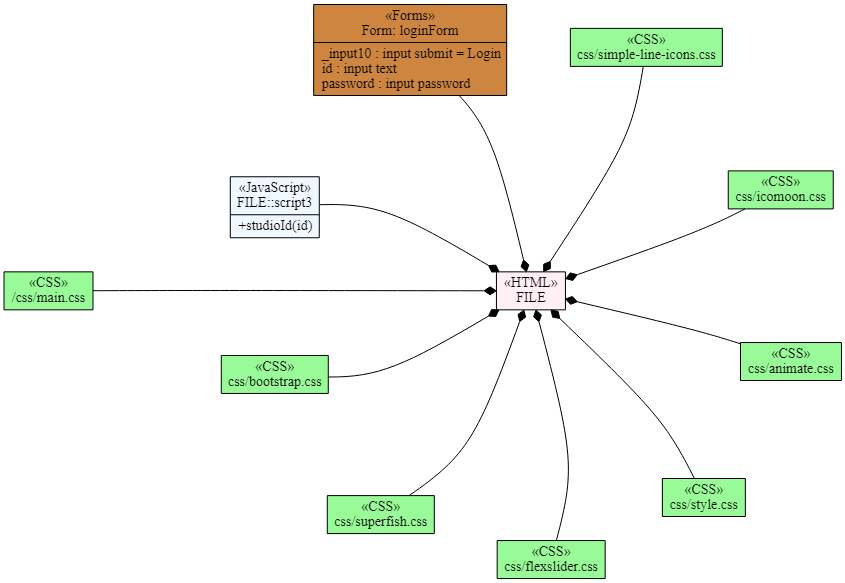 «Forms»
Form: loginForm
_input10 : input submit = Login
id : input text
password : input password
«CSS»
css/simple-line-icons.css
«JavaScript»
FILE::script3
+studioId(id)
«CSS»
css/icomoon.css
«CSS»
/css/main.css
«HTML»
FILE
«CSS»
css/bootstrap.css
«CSS»
css/animate.css
«CSS»
css/superfish.css
«CSS»
css/style.css
«CSS»
css/flexslider.css